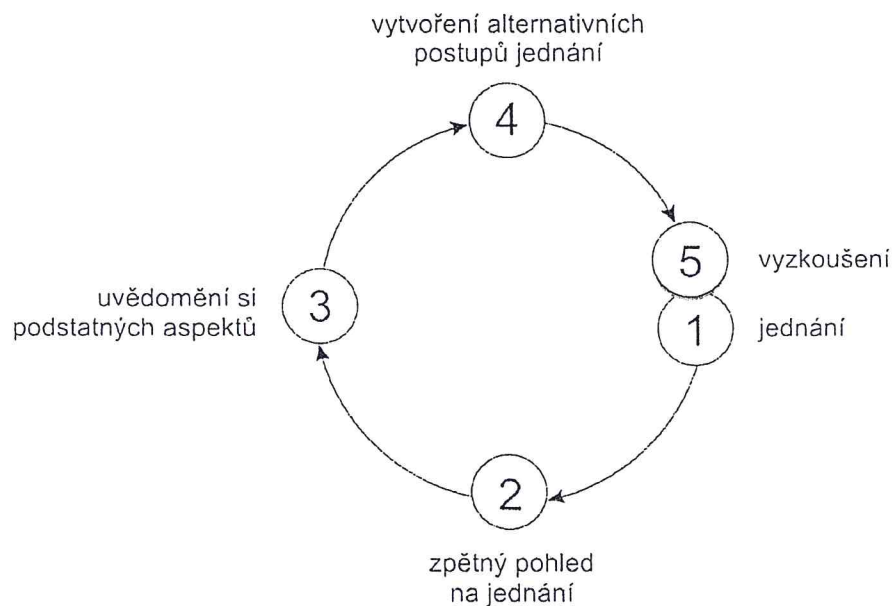 vytvoření alternativních
postupů jednání
4
5
vyzkoušení
uvědomění si
podstatných aspektů
3
1
jednání
2
zpětný pohled
na jednání